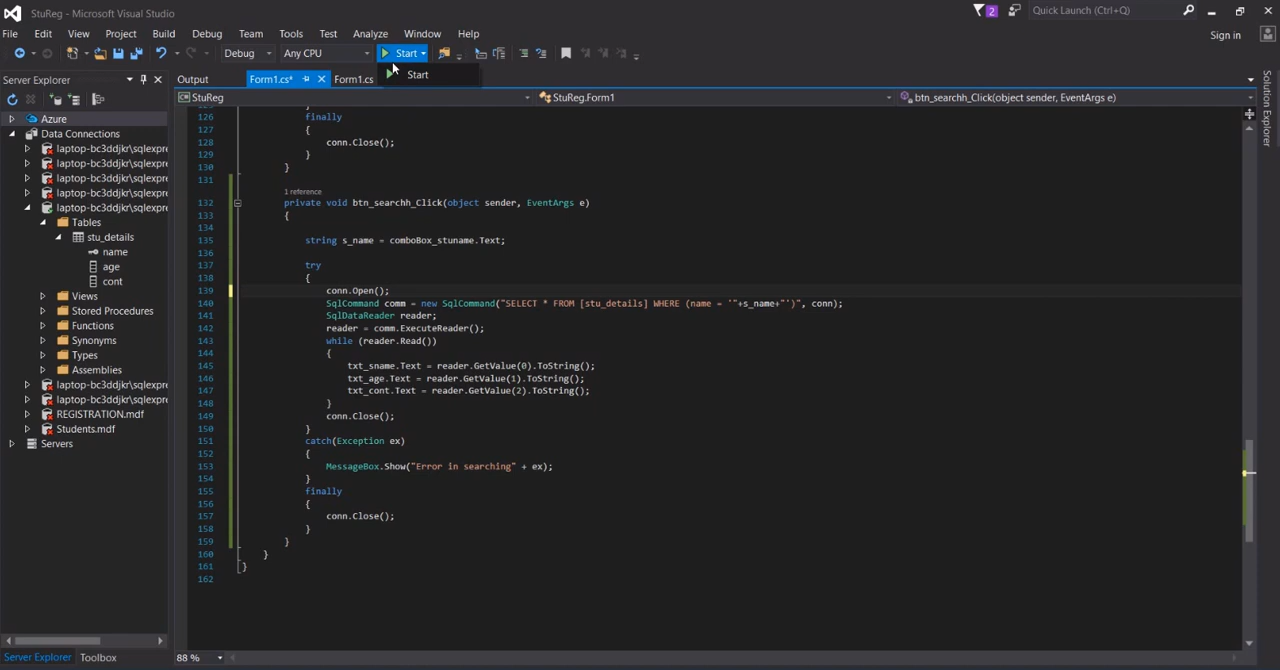 StuReg - Microsoft Visual Studio
2
Quick Launch (Ctrl+Q)
File Edit View Project Build Debug Team Tools Test Analyze Window Help
Sign in
Debug Any CPU Start
Start
Server Explorer
Output Form1.cs* Form1.cs
StuReg StuReg.Form1 btn_searchh_Click(object sender, EventArgs e)
Solution Explorer
Azure
Data Connections
laptop-bc3ddjkr\sqlexpre
laptop-bc3ddjkr\sqlexpre
laptop-bc3ddjkr\sqlexpre
laptop-bc3ddjkr\sqlexpre
laptop-bc3ddjkr\sqlexpre
Tables
stu_details
name
age
cont
Views
Stored Procedures
Functions
Synonyms
Types
Assemblies
laptop-bc3ddjkr\sqlexpre
laptop-bc3ddjkr\sqlexpre
REGISTRATION.mdf
Students.mdf
Servers
Server Explorer Toolbox
}
126 finally
127 {
128 conn.Close();
129 }
130 }
131
1 reference
132 private void btn_searchh_Click(object sender, EventArgs e)
133 {
134
135 string s_name = comboBox_stuname.Text;
136
137 try
138 {
139 conn.Open();
140 SqlCommand comm = new SqlCommand("SELECT * FROM [stu_details] WHERE (name = '"+s_name+"')", conn);
141 SqlDataReader reader;
142 reader = comm.ExecuteReader();
143 while (reader.Read())
144 {
145 txt_sname.Text = reader.GetValue(0).ToString();
146 txt_age.Text = reader.GetValue(1).ToString();
147 txt_cont.Text = reader.GetValue(2).ToString();
148 }
149 conn.Close();
150 }
151 catch(Exception ex)
152 {
153 MessageBox.Show("Error in searching" + ex);
154 }
155 finally
156 {
157 conn.Close();
158 }
159 }
160 }
161 }
162
88 %